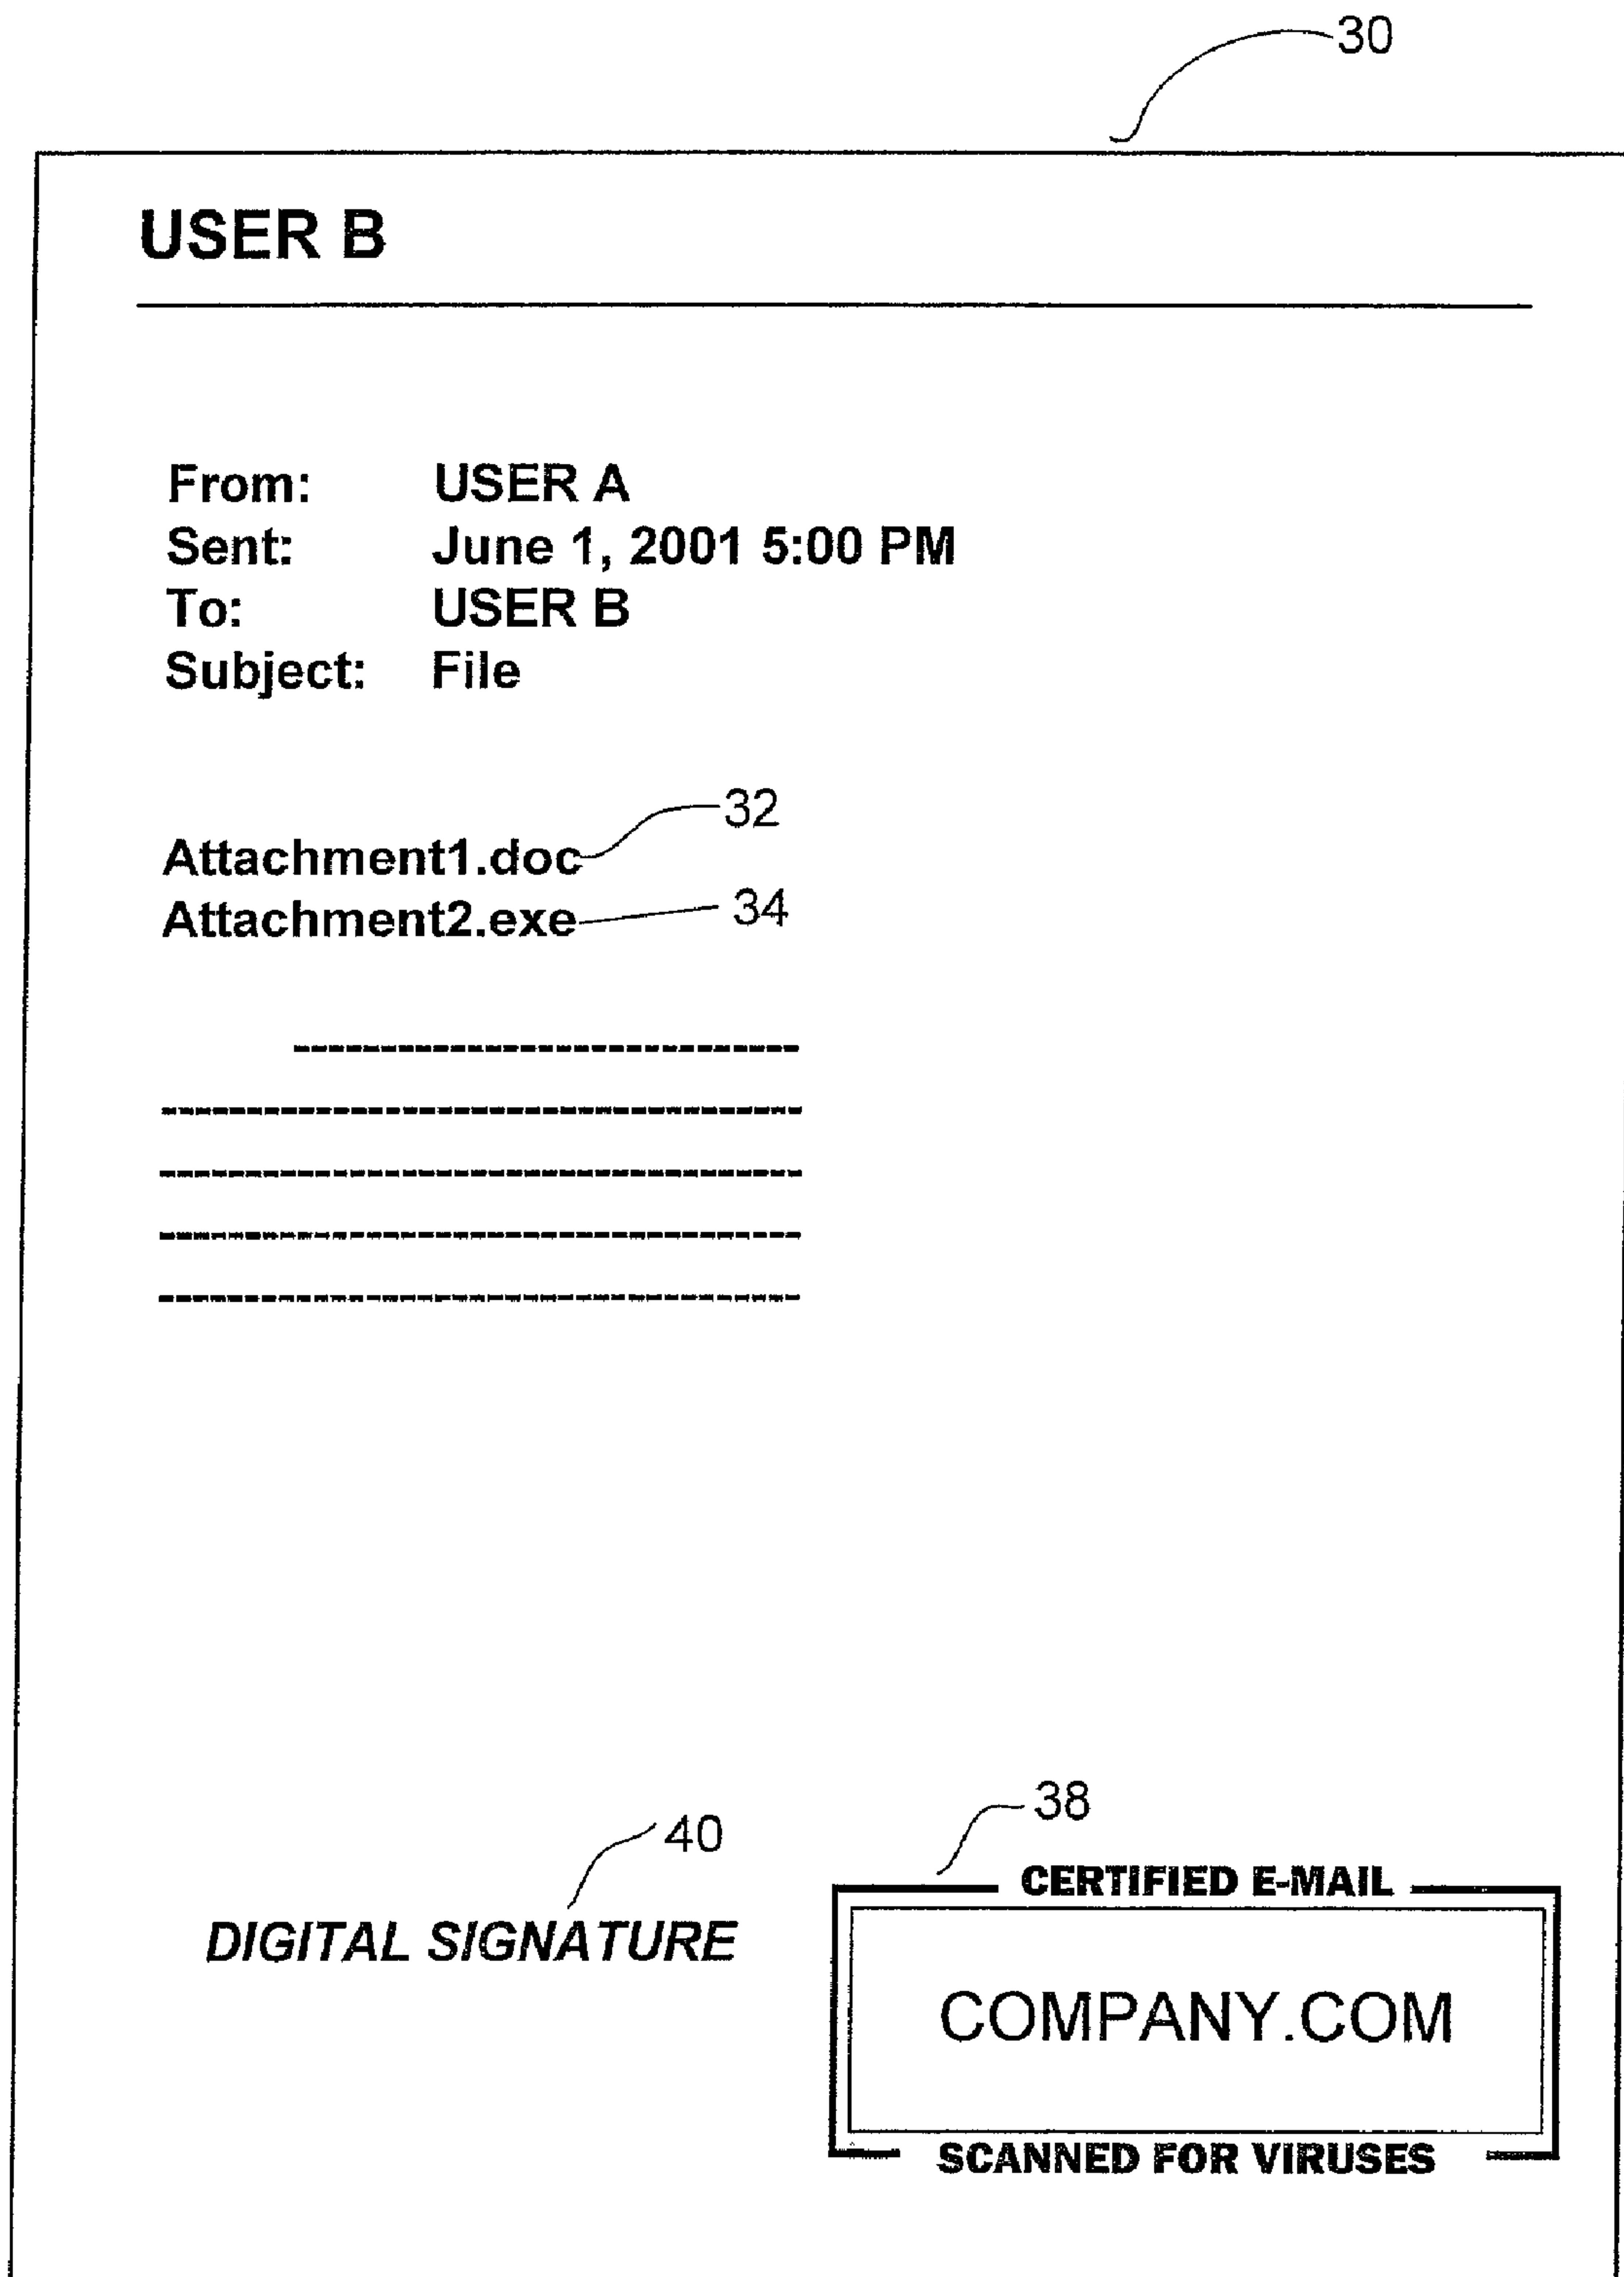 30
USER B
From: USER A
Sent: June 1, 2001 5:00 PM
To: USER B
Subject: File
32
Attachment1.doc
Attachment2.exe 34
38
40
CERTIFIED E-MAIL
DIGITAL SIGNATURE
COMPANY.COM
SCANNED FOR VIRUSES